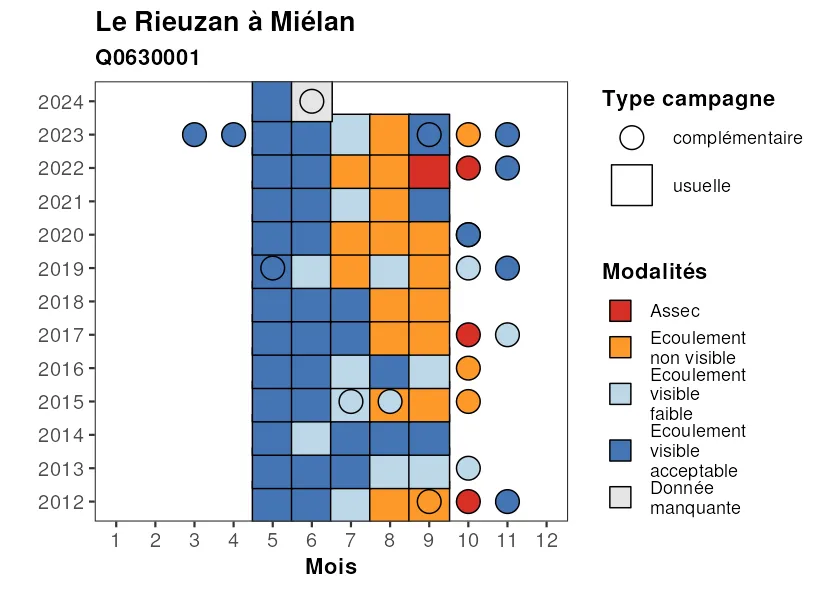 Le Rieuzan à Miélan
Q0630001
2024
2023
2022
2021
2020
2019
2018
2017
2016
2015
2014
2013
2012
1 2 3 4 5 6 7 8 9 10 11 12
Mois
Type campagne
complémentaire
usuelle
Modalités
Assec
Ecoulement
non visible
Ecoulement
visible
faible
Ecoulement
visible
acceptable
Donnée
manquante